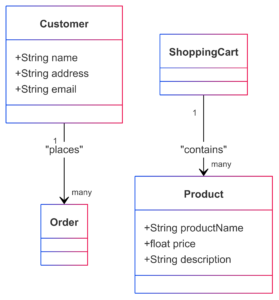 Customer
+String name
+String address
+String email
1
"places"
many
Order
ShoppingCart
1
"contains"
many
Product
+String productName
+float price
+String description